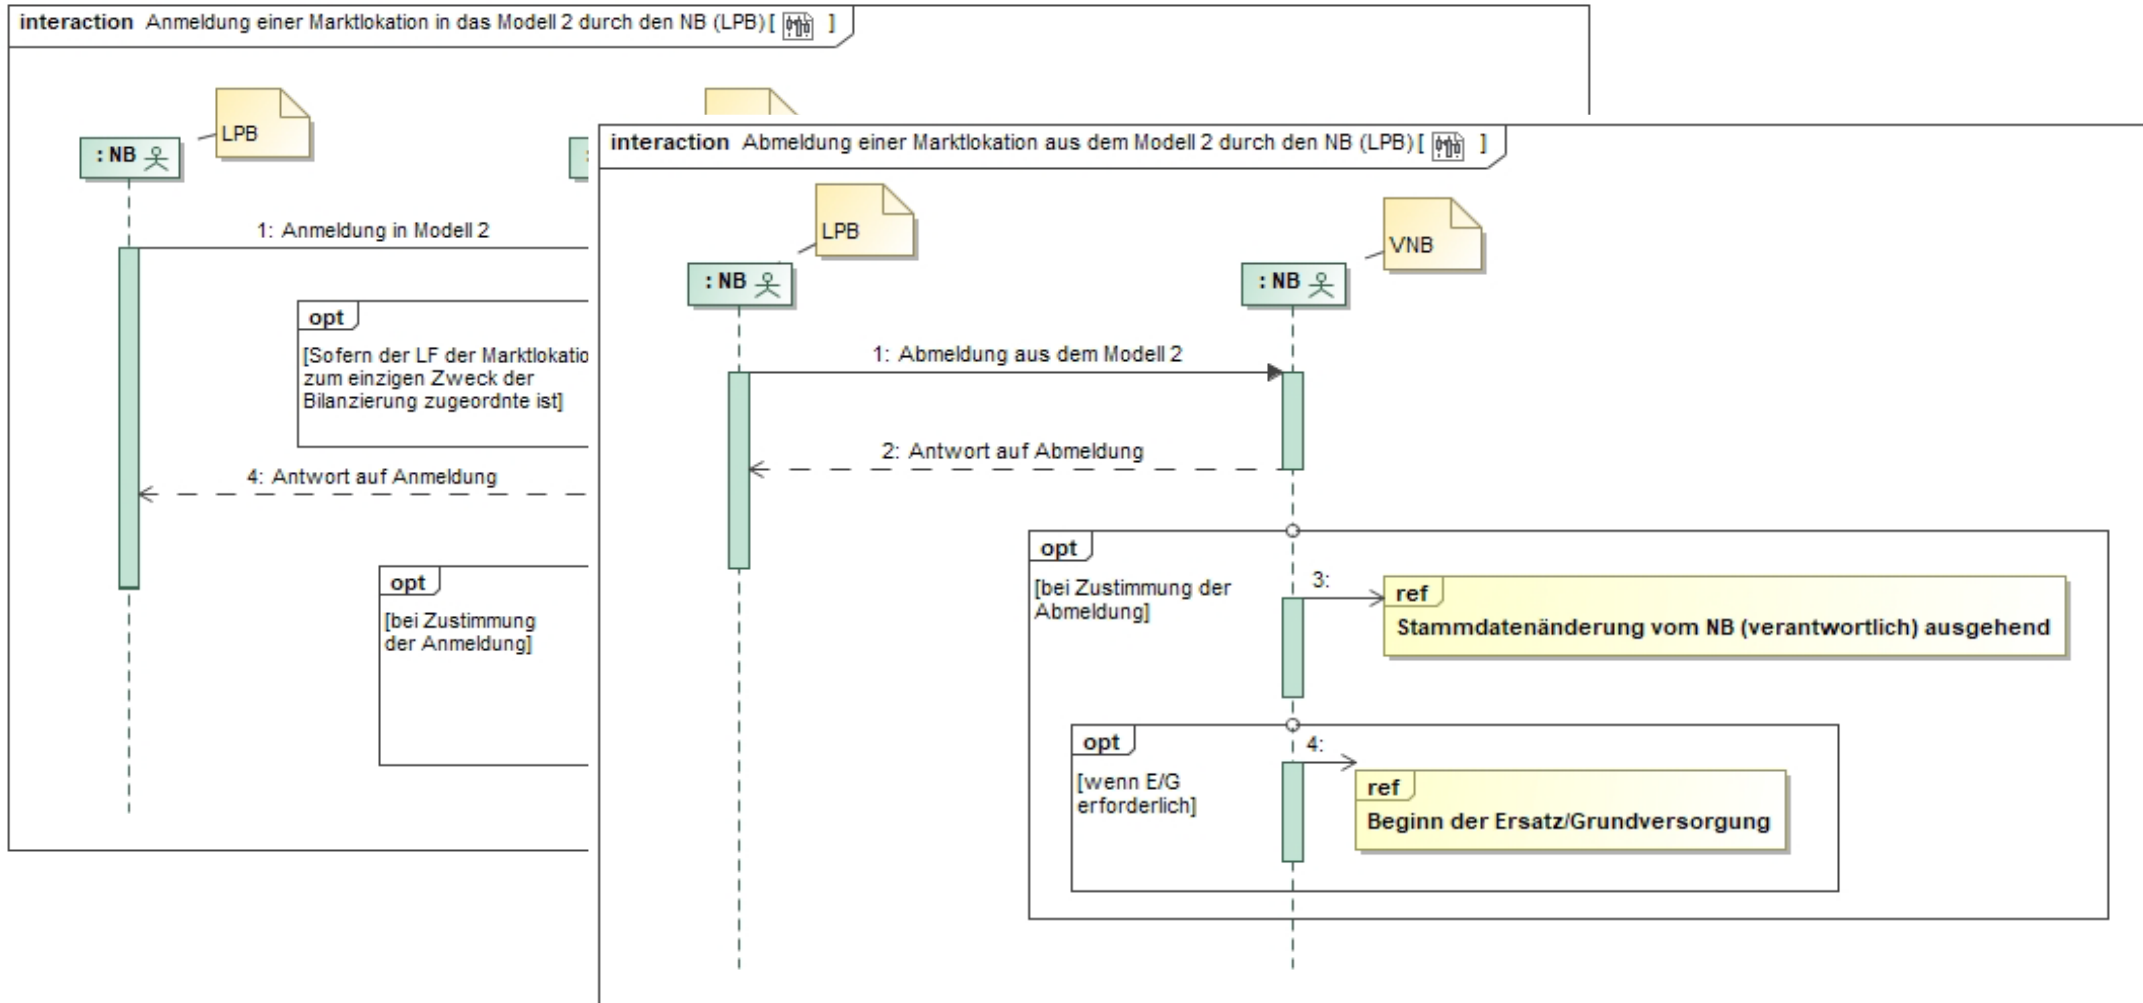 interaction Anmeldung einer Marktlokation in das Modell 2 durch den NB (LPB)[ ]
LPB
: NB
1: Anmeldung in Modell 2
opt
[Sofern der LF der Marktlokatio
zum einzigen Zweck der
Bilanzierung zugeordnte ist]
4: Antwort auf Anmeldung
opt
[bei Zustimmung
der Anmeldung]
interaction Abmeldung einer Marktlokation aus dem Modell 2 durch den NB (LPB)[ ]
LPB
VNB
: NB
: NB
1: Abmeldung aus dem Modell 2
2: Antwort auf Abmeldung
opt
[bei Zustimmung der
Abmeldung]
3:
ref
Stammdatenänderung vom NB (verantwortlich) ausgehend
opt
[wenn E/G
erforderlich]
4:
ref
Beginn der Ersatz/Grundversorgung